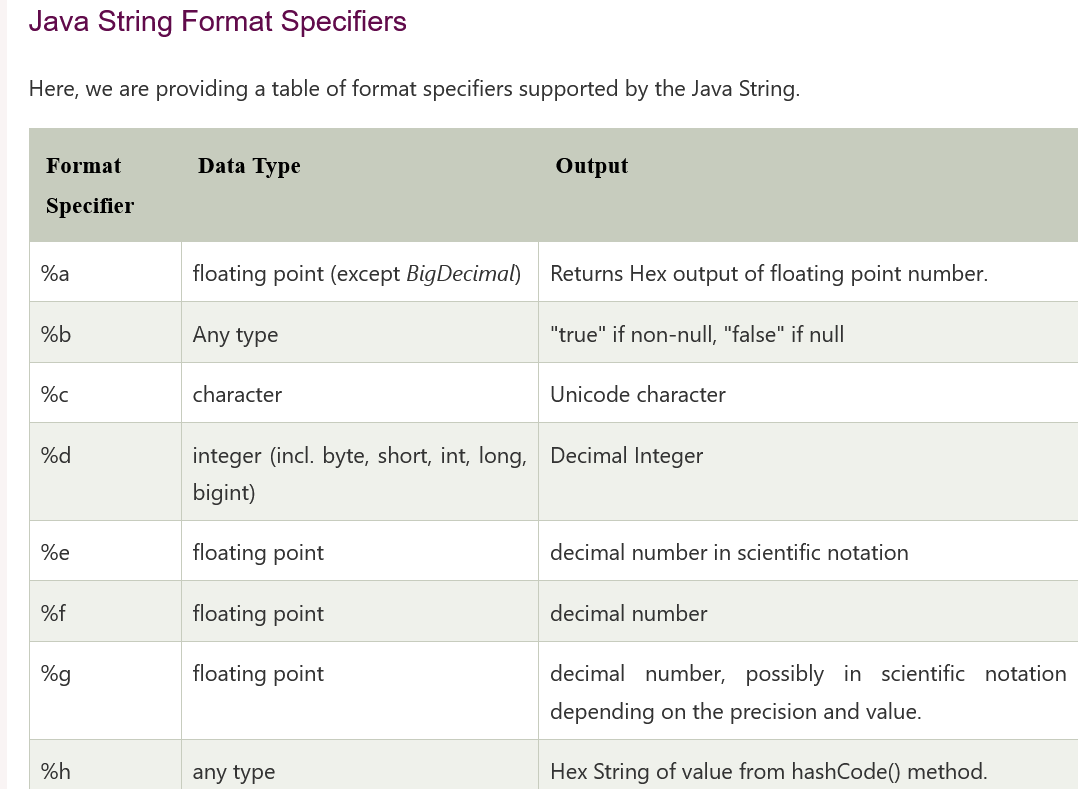 Java String Format Specifiers
Here, we are providing a table of format specifiers supported by the Java String.
Format Specifier
Data Type
Output
%a
floating point (except BigDecimal)
Returns Hex output of floating point number.
%b
Any type
"true" if non-null, "false" if null
%c
character
Unicode character
%d
integer (incl. byte, short, int, long,
bigint)
Decimal Integer
%e
floating point
decimal number in scientific notation
%f
floating point
decimal number
%g
floating point
decimal number, possibly in scientific notation
depending on the precision and value.
%h
any type
Hex String of value from hashCode() method.